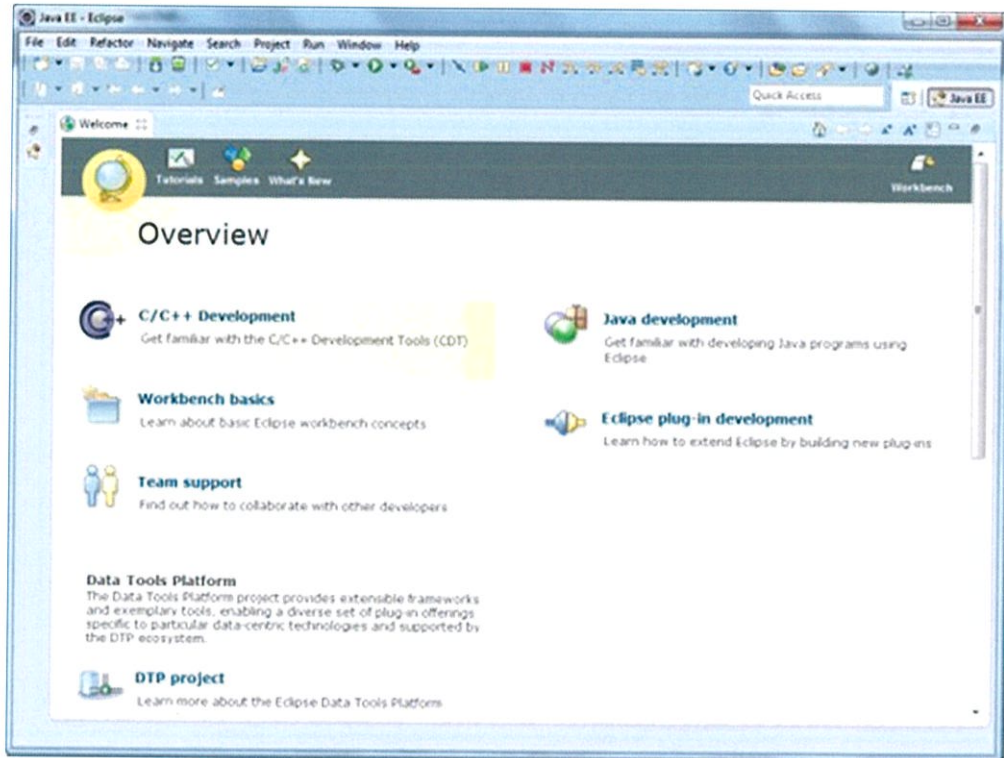 Java EE - Eclipse
File Edit Refactor Navigate Search Project Run Window Help
Quick Access
Java EE
Welcome
Tutorials Samples What's New
Workbench
Overview
C/C++ Development
Get familiar with the C/C++ Development Tools (CDT)
Java development
Get familiar with developing Java programs using
Eclipse
Workbench basics
Learn about basic Eclipse workbench concepts
Eclipse plug-in development
Learn how to extend Eclipse by building new plug-ins
Team support
Find out how to collaborate with other developers
Data Tools Platform
The Data Tools Platform project provides extensible frameworks
and exemplary tools, enabling a diverse set of plug-in offerings
specific to particular data-centric technologies and supported by
the DTP ecosystem.
DTP project
Learn more about the Eclipse Data Tools Platform